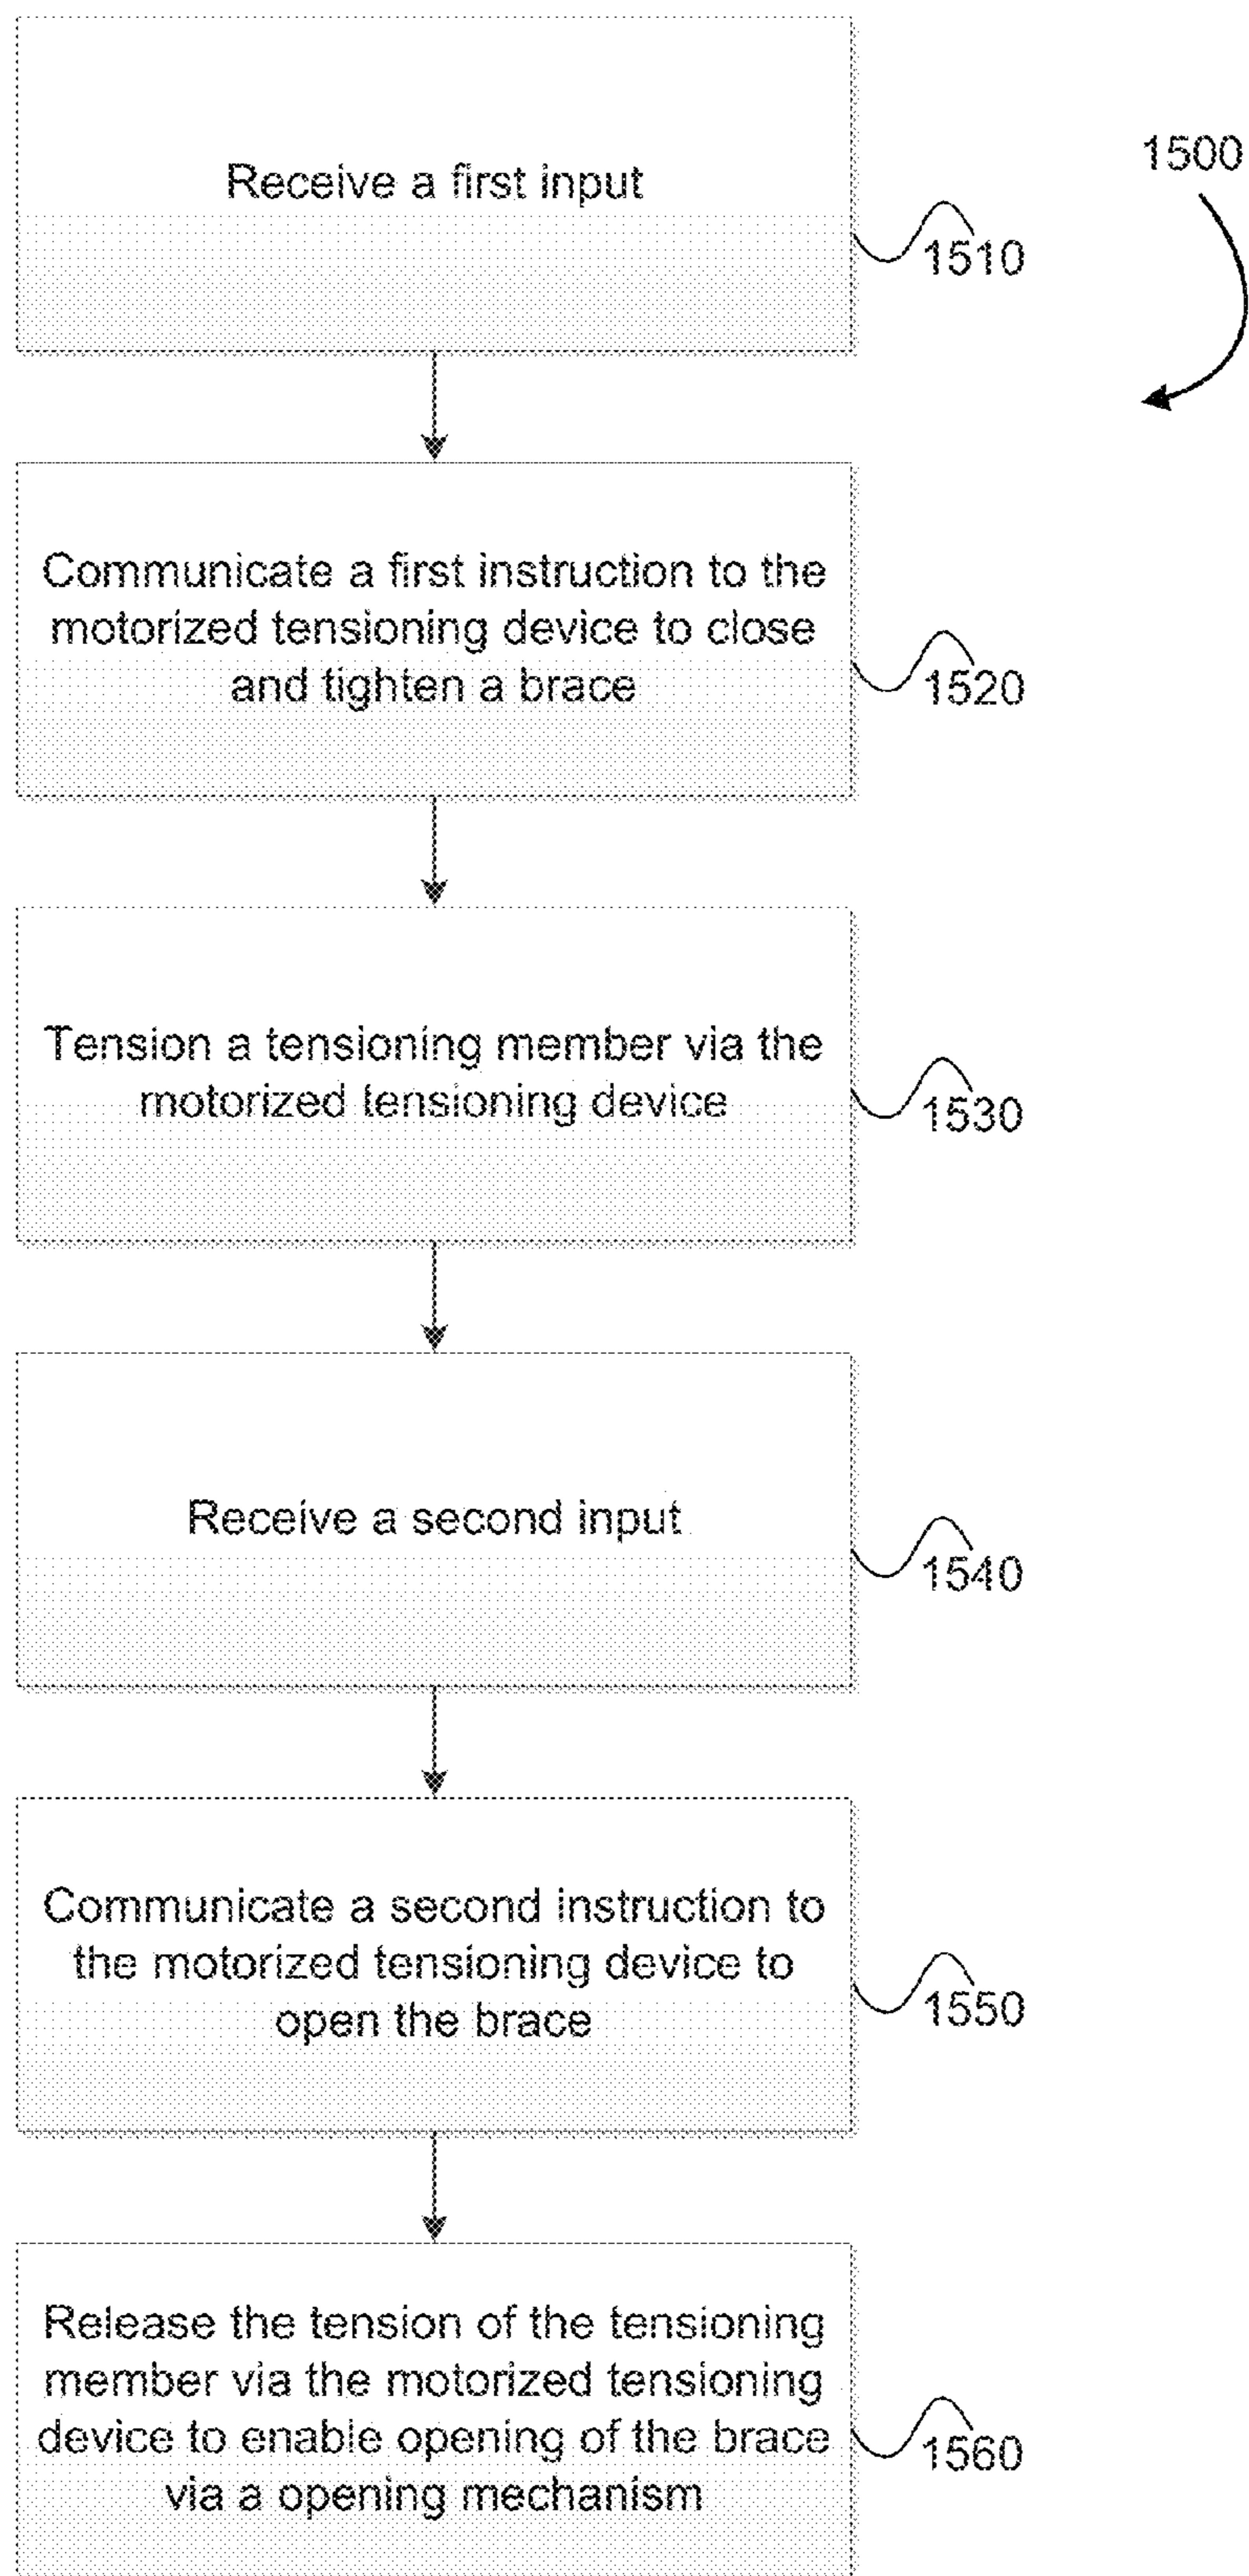 1500
Receive a first input
1510
Communicate a first instruction to the
motorized tensioning device to close
and tighten a brace
1520
Tension a tensioning member via the
motorized tensioning device
1530
Receive a second input
1540
Communicate a second instruction to
the motorized tensioning device to
open the brace
1550
Release the tension of the tensioning
member via the motorized tensioning
device to enable opening of the brace
via a opening mechanism
1560